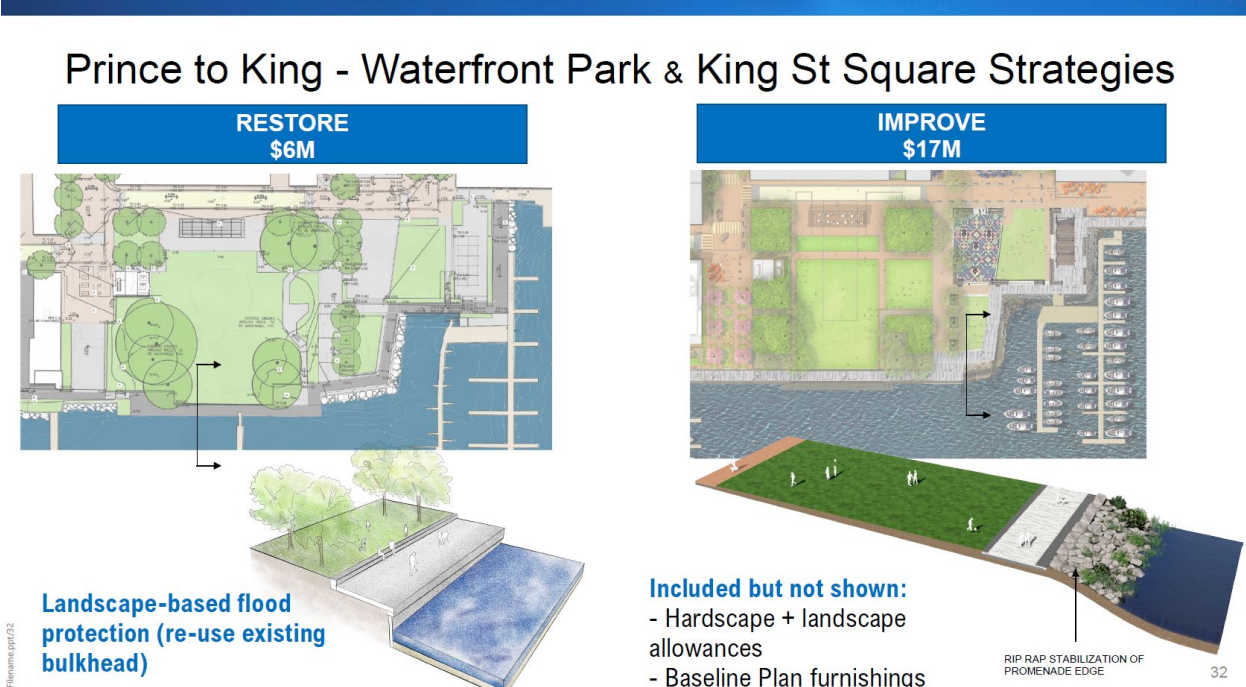 Prince to King - Waterfront Park & King St Square Strategies
RESTORE
$6M
IMPROVE
$17M
Landscape-based flood
protection (re-use existing
bulkhead)
Included but not shown:
- Hardscape + landscape
allowances
- Baseline Plan furnishings
RIP RAP STABILIZATION OF
PROMENADE EDGE
Filename.ppt/32
32